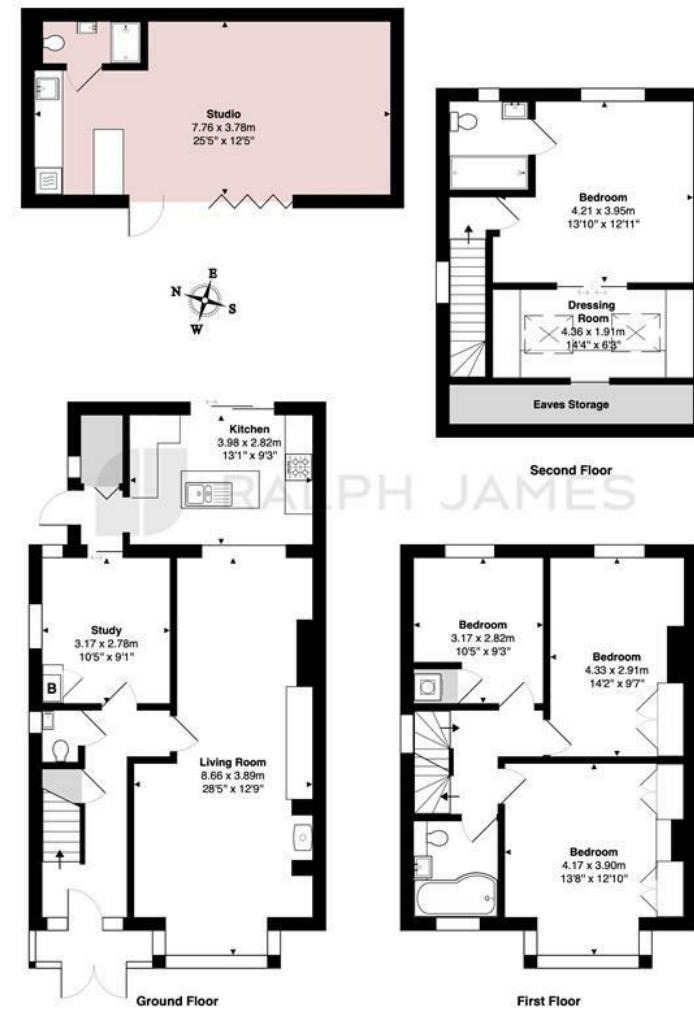 Studio
7.76 x 3.78m
25'5" x 12'5"
E
N
S
W
Bedroom
4.21 x 3.95m
13'10" x 12'11"
Dressing
Room
4.36 x 1.91m
14'4" x 6'3"
Eaves Storage
Second Floor
Kitchen
3.98 x 2.82m
13'1" x 9'3"
RALPH JAMES
Study
3.17 x 2.78m
10'5" x 9'1"
B
Living Room
8.66 x 3.89m
28'5" x 12'9"
Ground Floor
Bedroom
3.17 x 2.82m
10'5" x 9'3"
Bedroom
4.33 x 2.91m
14'2" x 9'7"
Bedroom
4.17 x 3.90m
13'8" x 12'10"
First Floor